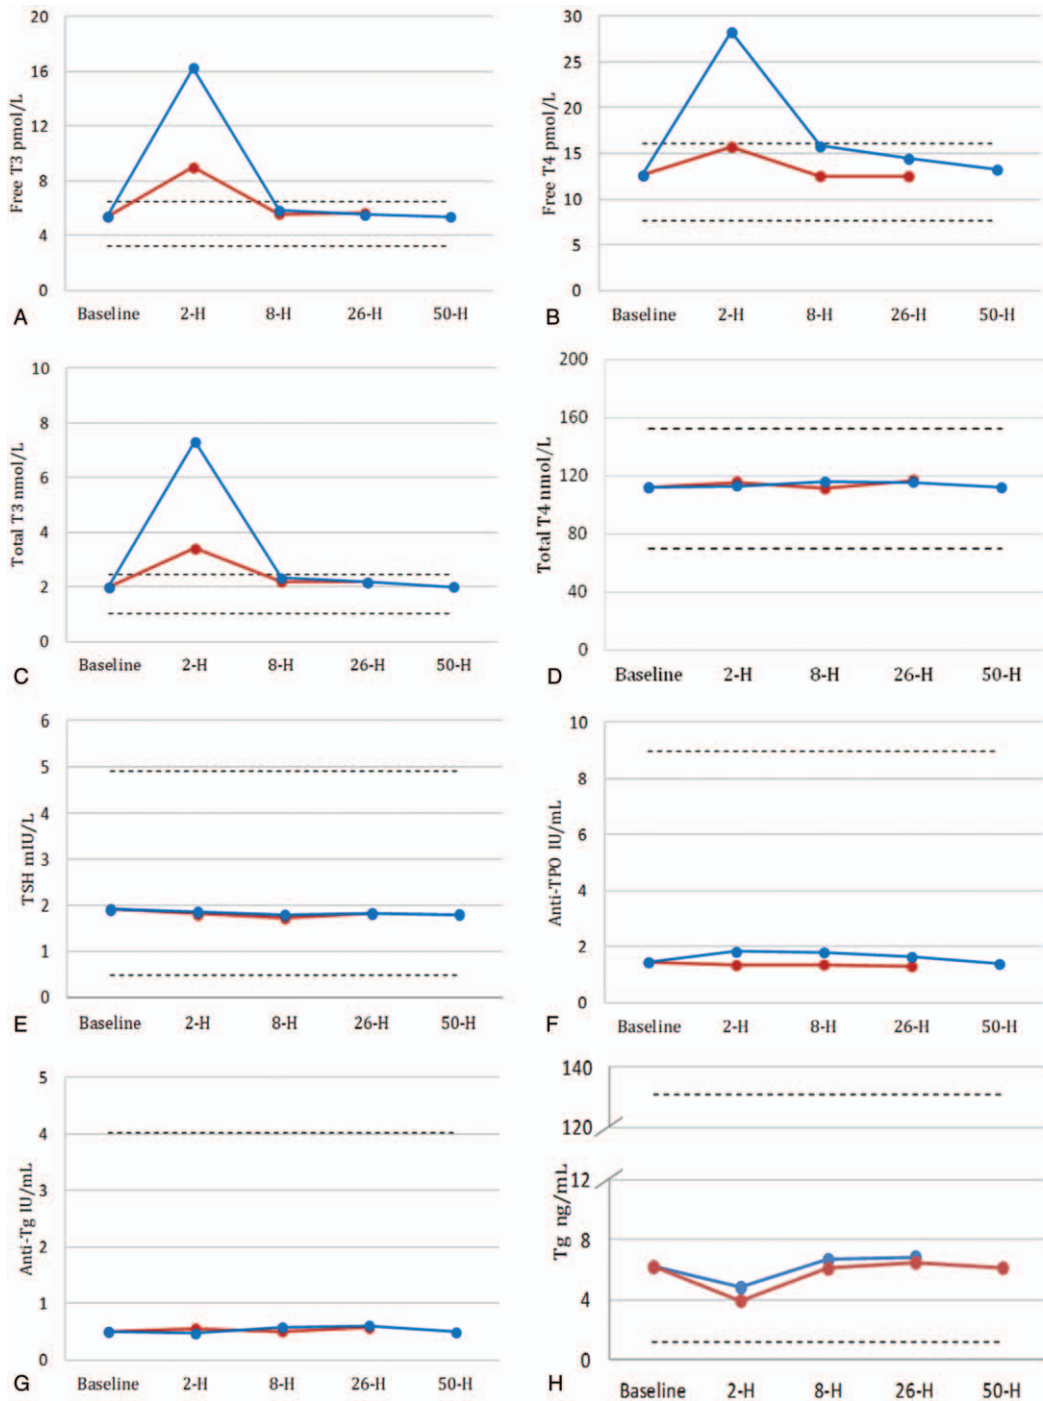 Free T3 pmol/L
20
16
12
8
4
0
Baseline 2-H 8-H 26-H 50-H
A
Free T4 pmol/L
30
25
20
15
10
5
0
Baseline 2-H 8-H 26-H 50-H
B
Total T3 nmol/L
10
8
6
4
2
0
Baseline 2-H 8-H 26-H 50-H
C
Total T4 nmol/L
200
160
120
80
40
0
Baseline 2-H 8-H 26-H 50-H
D
TSH mIU/L
6
5
4
3
2
1
0
Baseline 2-H 8-H 26-H 50-H
E
Anti-TPO IU/mL
10
8
6
4
2
0
Baseline 2-H 8-H 26-H 50-H
F
Anti-Tg IU/mL
5
4
3
2
1
0
Baseline 2-H 8-H 26-H 50-H
G
Tg ng/mL
140
120
12
8
4
0
Baseline 2-H 8-H 26-H 50-H
H